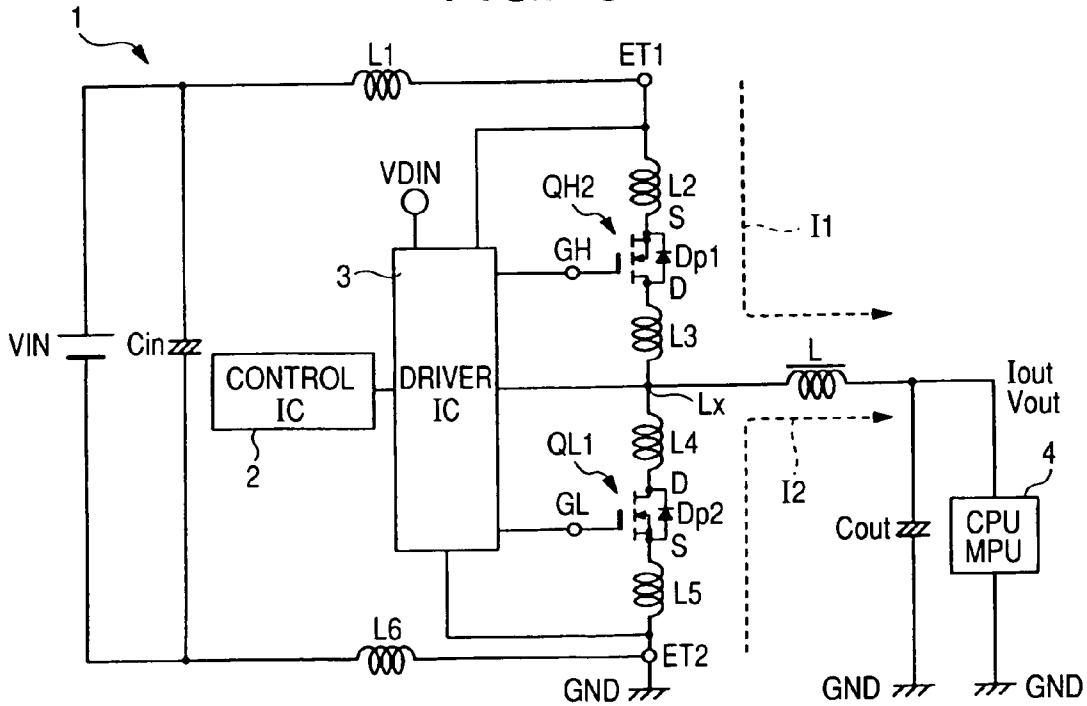 1
L1
ET1
VDIN
QH2
L2
S
I1
GH
Dp1
3
D
VIN
Cin
L3
L
CONTROL IC
DRIVER IC
Lx
Iout
Vout
2
QL1
L4
I2
4
D
GL
Dp2
Cout
CPU
MPU
S
L5
L6
ET2
GND
GND
GND